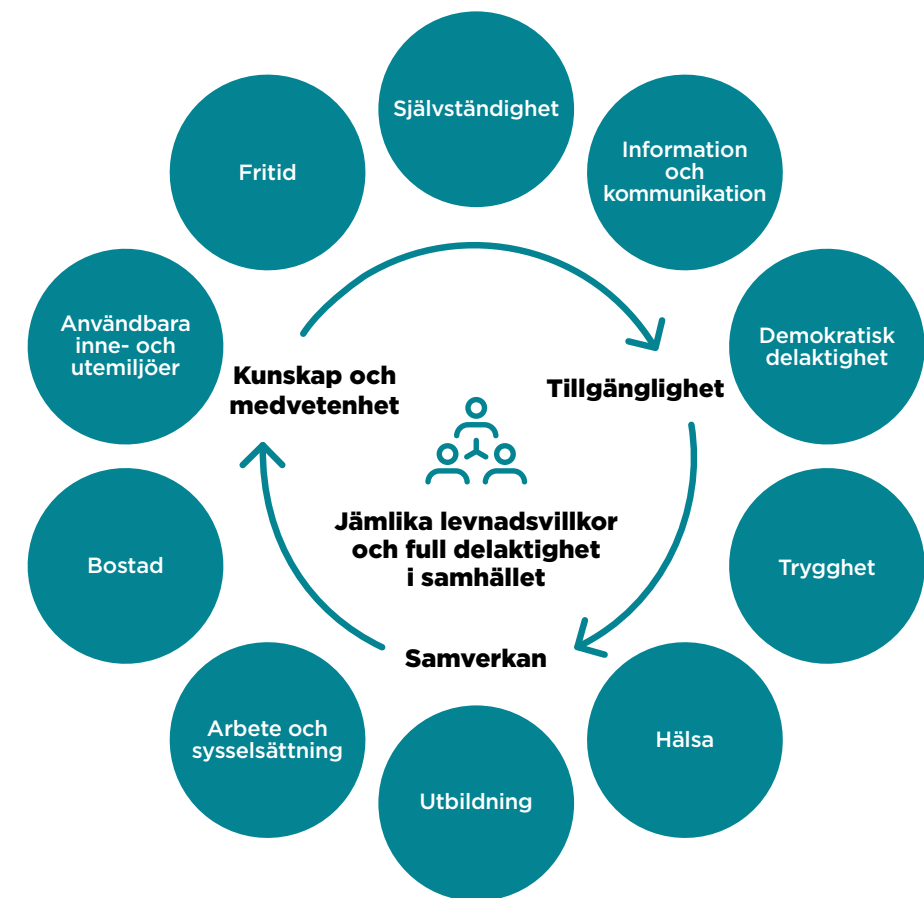 Självständighet
Information
och
kommunikation
Demokratisk
delaktighet
Trygghet
Hälsa
Utbildning
Arbete och
sysselsättning
Bostad
Användbara
inne- och
utemiljöer
Fritid
Kunskap och
medvetenhet
Tillgänglighet
Samverkan
Jämlika levnadsvillkor
och full delaktighet
i samhället